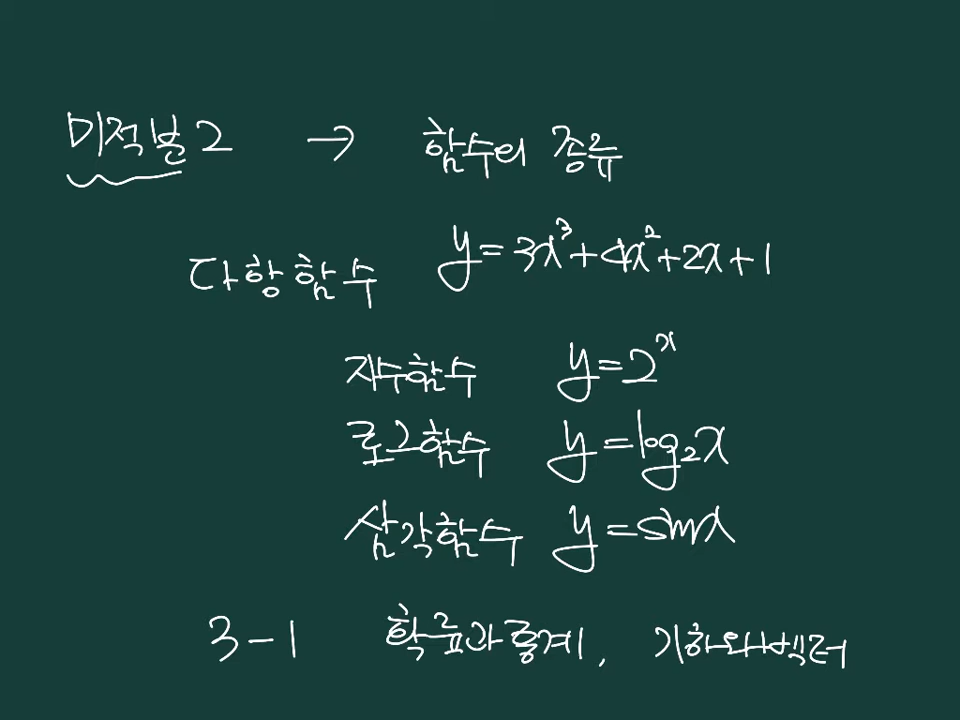 미적분2 → 함수의 종류
다항함수 y=3x³+4x²+2x+1
지수함수 y=2ˣ
로그함수 y=log₂x
삼각함수 y=sinx
3-1 확률과통계, 기하와벡터